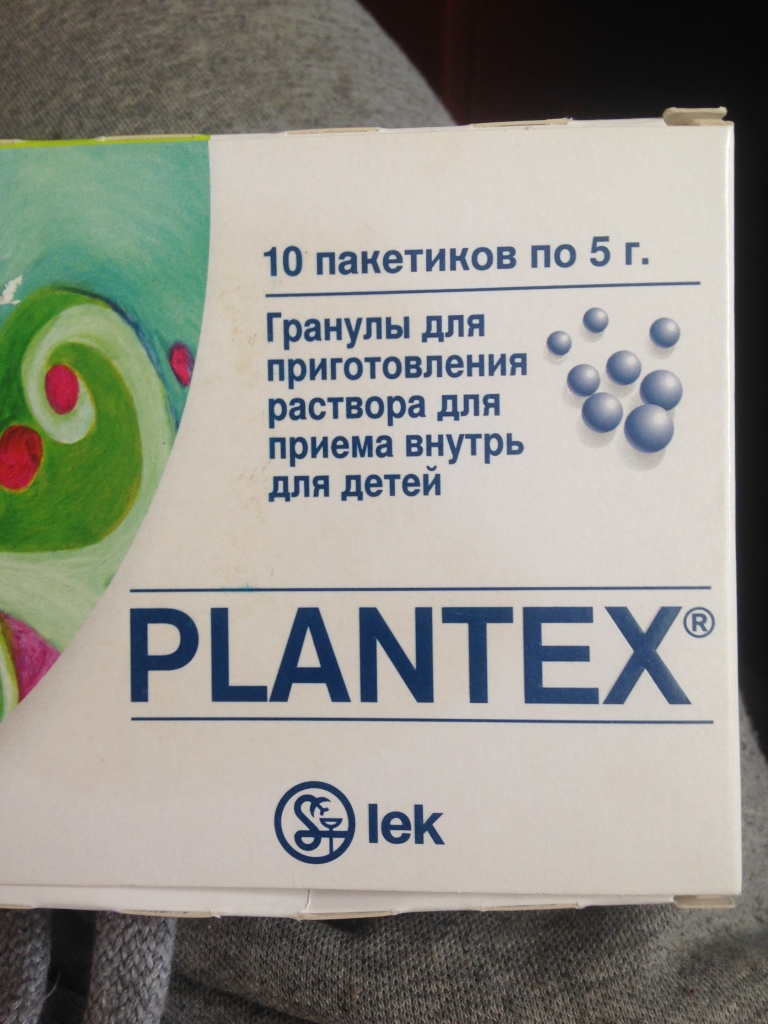 10 пакетиков по 5 г.
Гранулы для
приготовления
раствора для
приема внутрь
для детей
PLANTEX®
lek